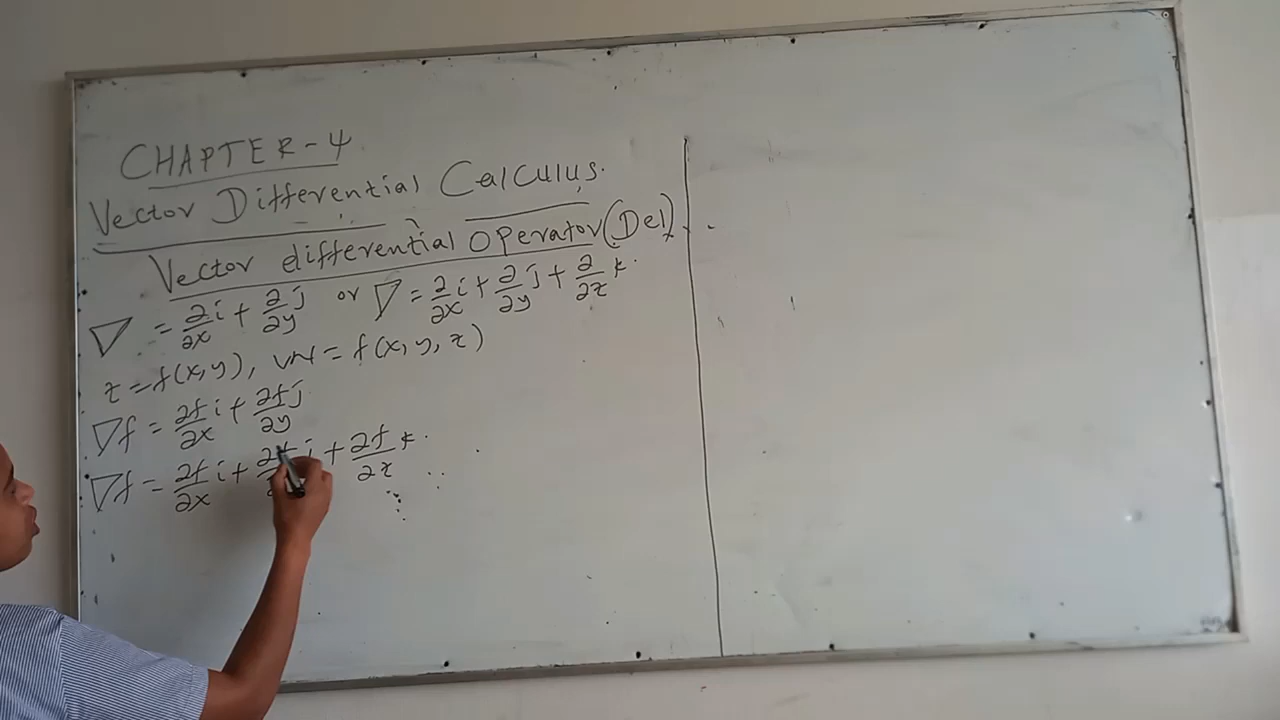 CHAPTER-4
Vector Differential Calculus.
Vector differential Operator (Del).
∇ = ∂/∂x i + ∂/∂y j or ∇ = ∂/∂x i + ∂/∂y j + ∂/∂z k.
z = f(x,y), w = f(x, y, z)
∇f = ∂f/∂x i + ∂f/∂y j
∇f = ∂f/∂x i + j + ∂f/∂z k.